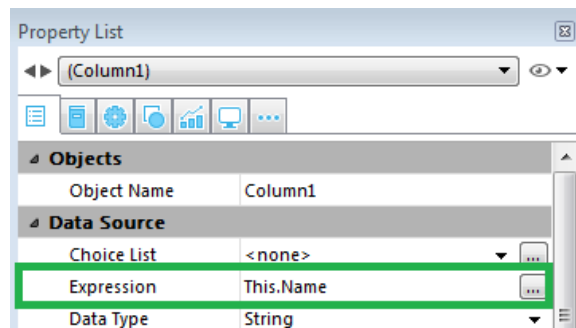 Property List
(Column1)
Objects
Object Name Column1
Data Source
Choice List <none>
Expression This.Name
Data Type String